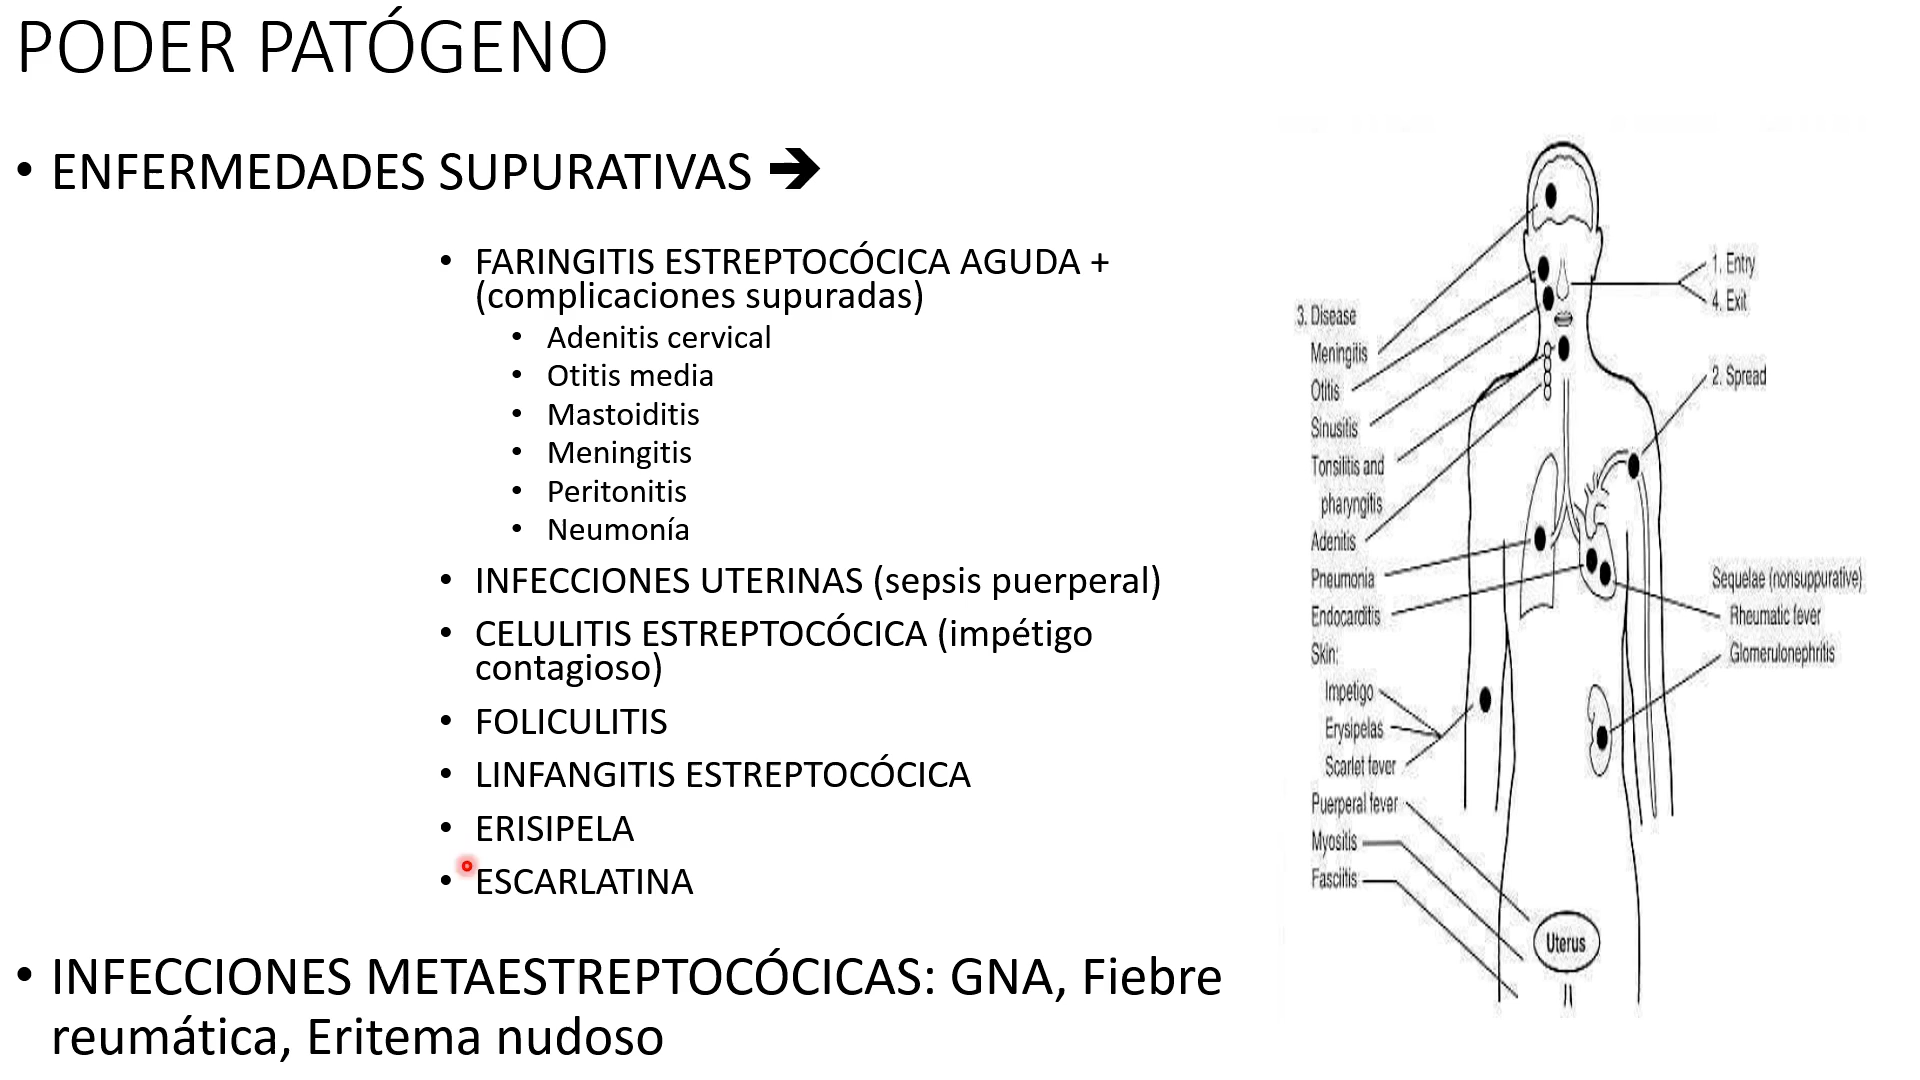 PODER PATÓGENO
• ENFERMEDADES SUPURATIVAS ➔
• FARINGITIS ESTREPTOCÓCICA AGUDA +
(complicaciones supuradas)
• Adenitis cervical
• Otitis media
• Mastoiditis
• Meningitis
• Peritonitis
• Neumonía
• INFECCIONES UTERINAS (sepsis puerperal)
• CELULITIS ESTREPTOCÓCICA (impétigo
contagioso)
• FOLICULITIS
• LINFANGITIS ESTREPTOCÓCICA
• ERISIPELA
• ESCARLATINA
• INFECCIONES METAESTREPTOCÓCICAS: GNA, Fiebre
reumática, Eritema nudoso
3. Disease
Meningitis
Otitis
Sinusitis
Tonsilitis and
pharyngitis
Adenitis
Pneumonia
Endocarditis
Skin:
Impetigo
Erysipelas
Scarlet fever
Puerperal fever
Myositis
Fasciitis
1. Entry
4. Exit
2. Spread
Sequelae (nonsuppurative)
Rheumatic fever
Glomerulonephritis
Uterus